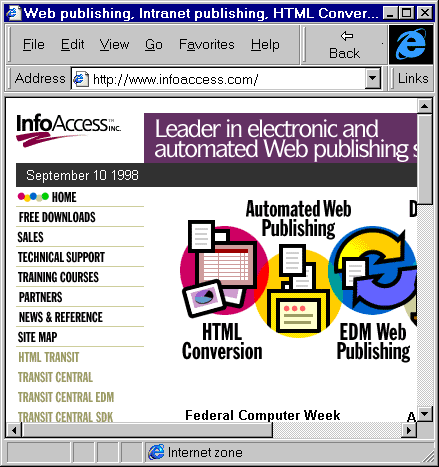 Web publishing, Intranet publishing, HTML Conver...
File Edit View Go Favorites Help
Back
Address http://www.infoaccess.com/ Links
InfoAccess INC. TM
Leader in electronic and
automated Web publishing s
September 10 1998
HOME
FREE DOWNLOADS
SALES
TECHNICAL SUPPORT
TRAINING COURSES
PARTNERS
NEWS & REFERENCE
SITE MAP
HTML TRANSIT
TRANSIT CENTRAL
TRANSIT CENTRAL EDM
TRANSIT CENTRAL SDK
Automated Web
Publishing
D
HTML
Conversion
EDM Web
Publishing
Federal Computer Week
A
Internet zone